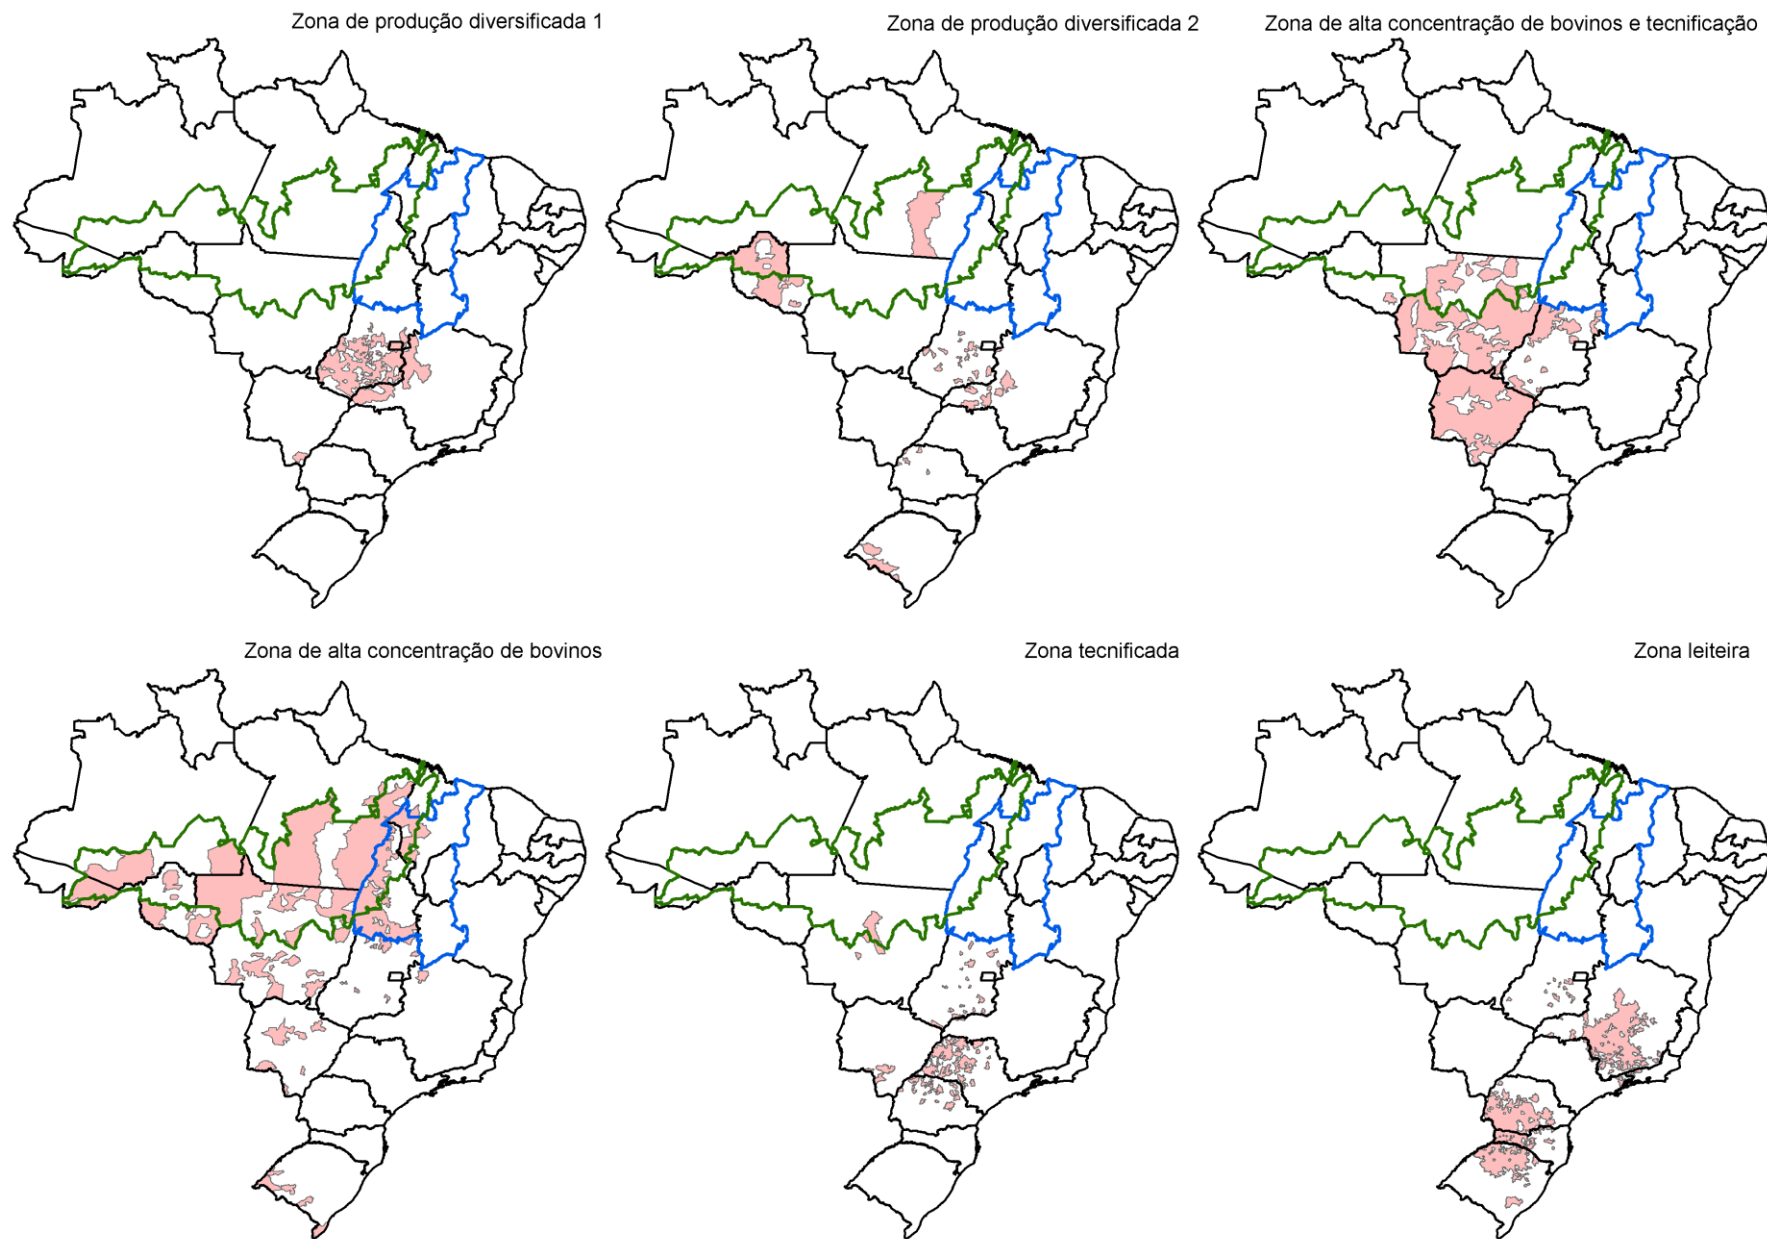 Zona de produção diversificada 1
Zona de produção diversificada 2
Zona de alta concentração de bovinos e tecnificação
Zona de alta concentração de bovinos
Zona tecnificada
Zona leiteira